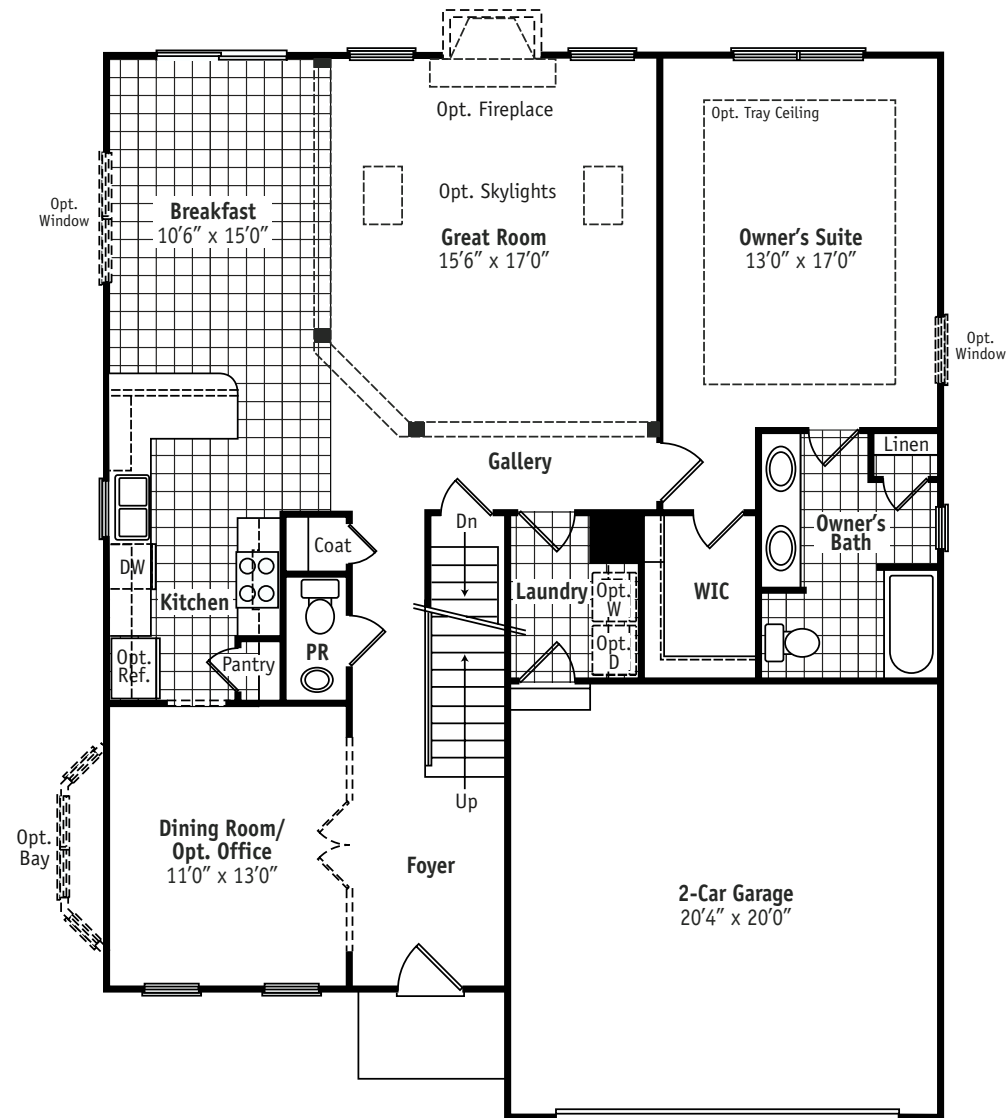 Opt. Fireplace
Opt. Tray Ceiling
Opt. Skylights
Opt.
Window
Breakfast
10′6″ x 15′0″
Great Room
15′6″ x 17′0″
Owner's Suite
13′0″ x 17′0″
Opt.
Window
Linen
Gallery
Dn
Owner's
Bath
Coat
DW
Kitchen
Laundry
Opt.
W
WIC
Opt.
D
Opt.
Ref.
Pantry
PR
Up
Opt.
Bay
Dining Room/
Opt. Office
11′0″ x 13′0″
Foyer
2-Car Garage
20′4″ x 20′0″